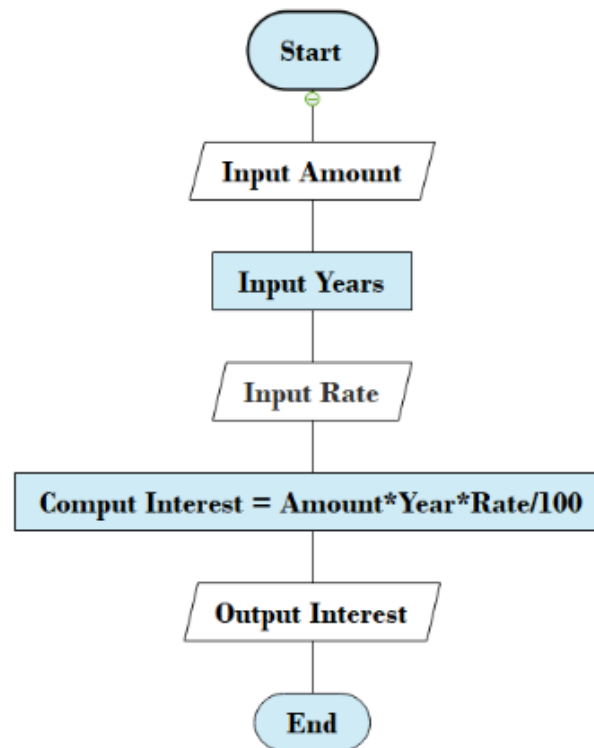 Start
Input Amount
Input Years
Input Rate
Comput Interest = Amount*Year*Rate/100
Output Interest
End